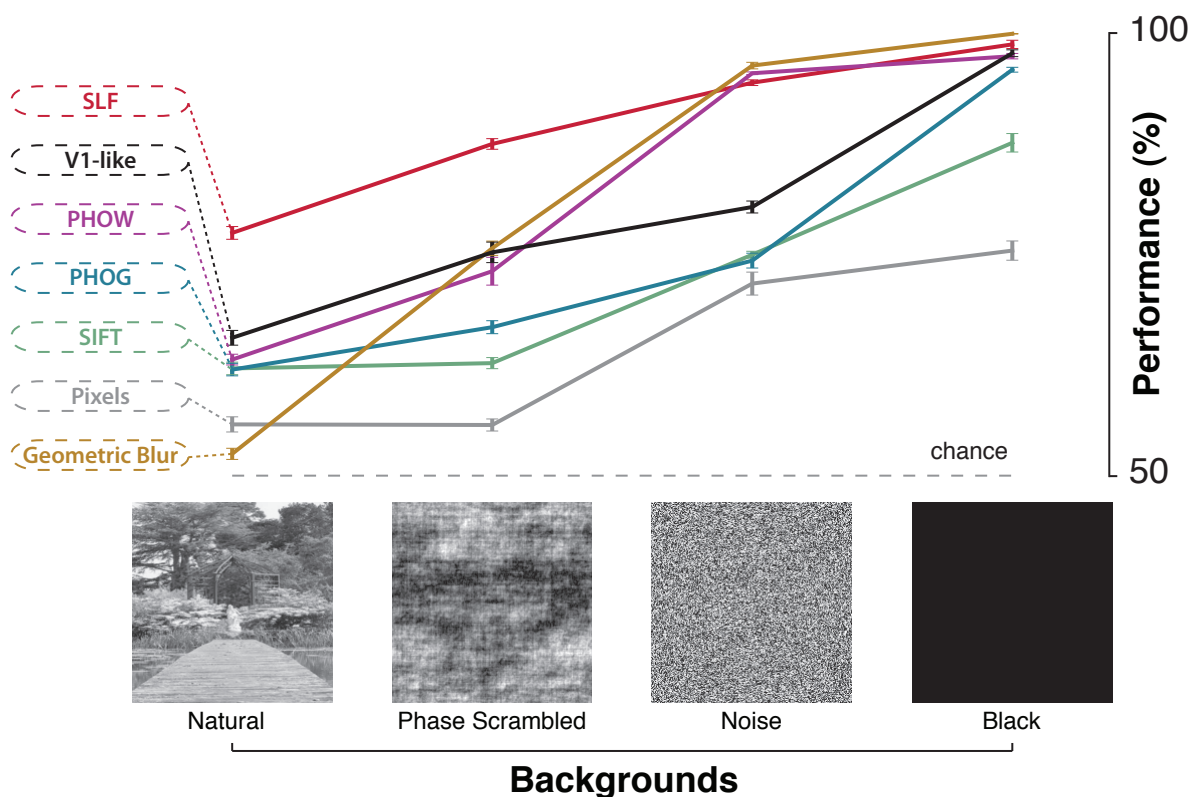 100
SLF
V1-like
PHOW
PHOG
SIFT
Pixels
Geometric Blur
Performance (%)
chance
50
Natural
Phase Scrambled
Noise
Black
Backgrounds